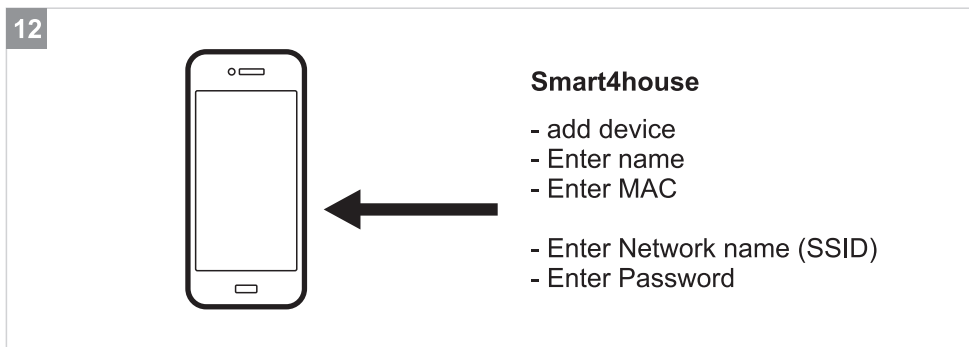 12
Smart4house
- add device
- Enter name
- Enter MAC
- Enter Network name (SSID)
- Enter Password